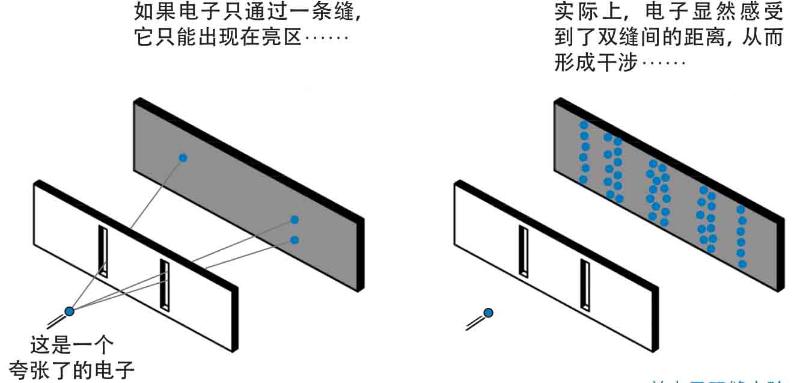 如果电子只通过一条缝,
它只能出现在亮区……
实际上, 电子显然感受
到了双缝间的距离, 从而
形成干涉……
这是一个
夸张了的电子